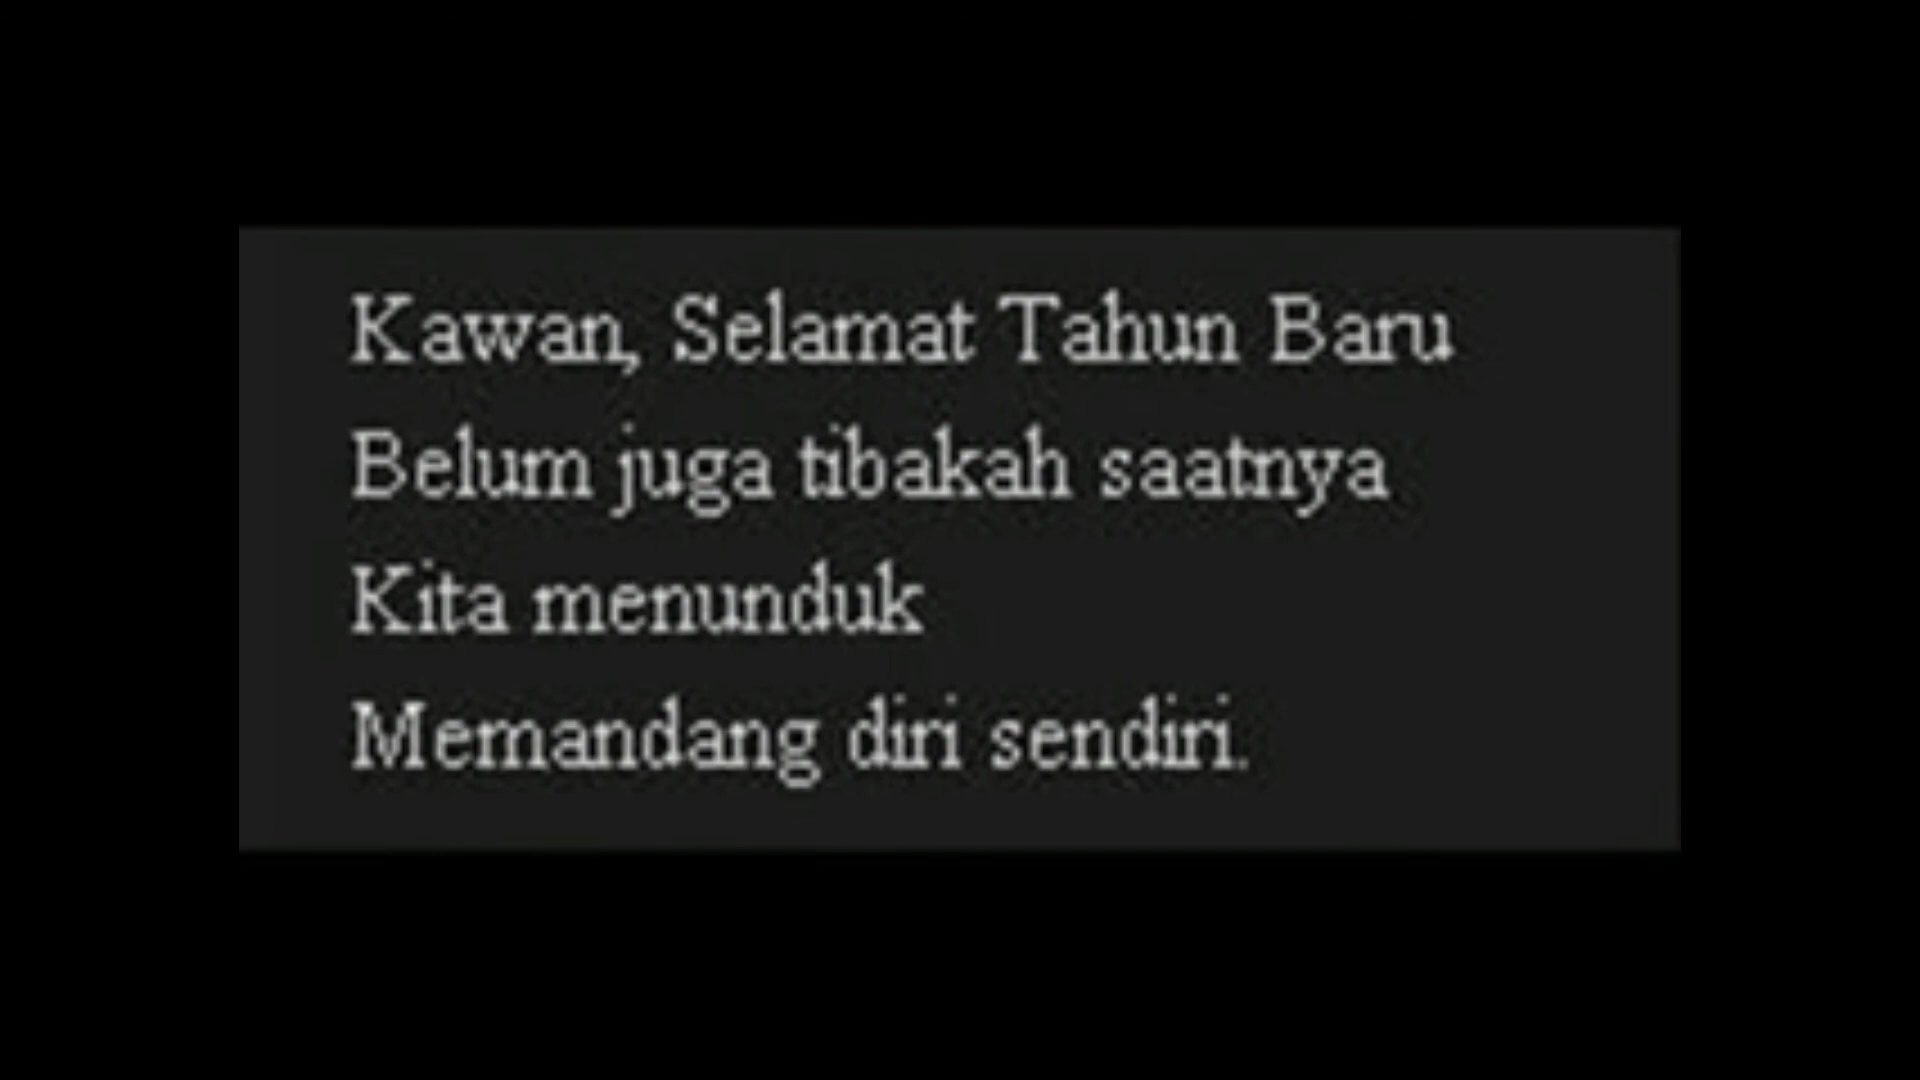 Kawan, Selamat Tahun Baru
Belum juga tibakah saatnya
Kita menunduk
Memandang diri sendiri.